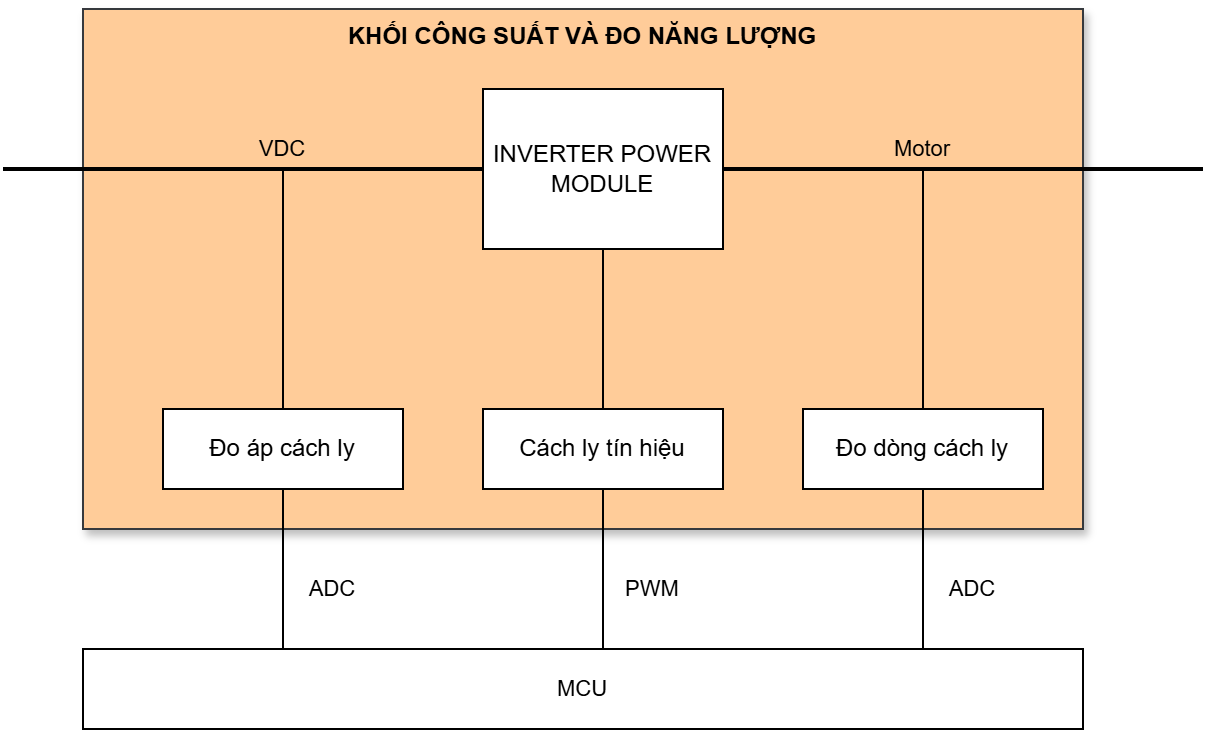 KHỐI CÔNG SUẤT VÀ ĐO NĂNG LƯỢNG
VDC
INVERTER POWER
MODULE
Motor
Đo áp cách ly
Cách ly tín hiệu
Đo dòng cách ly
ADC
PWM
ADC
MCU